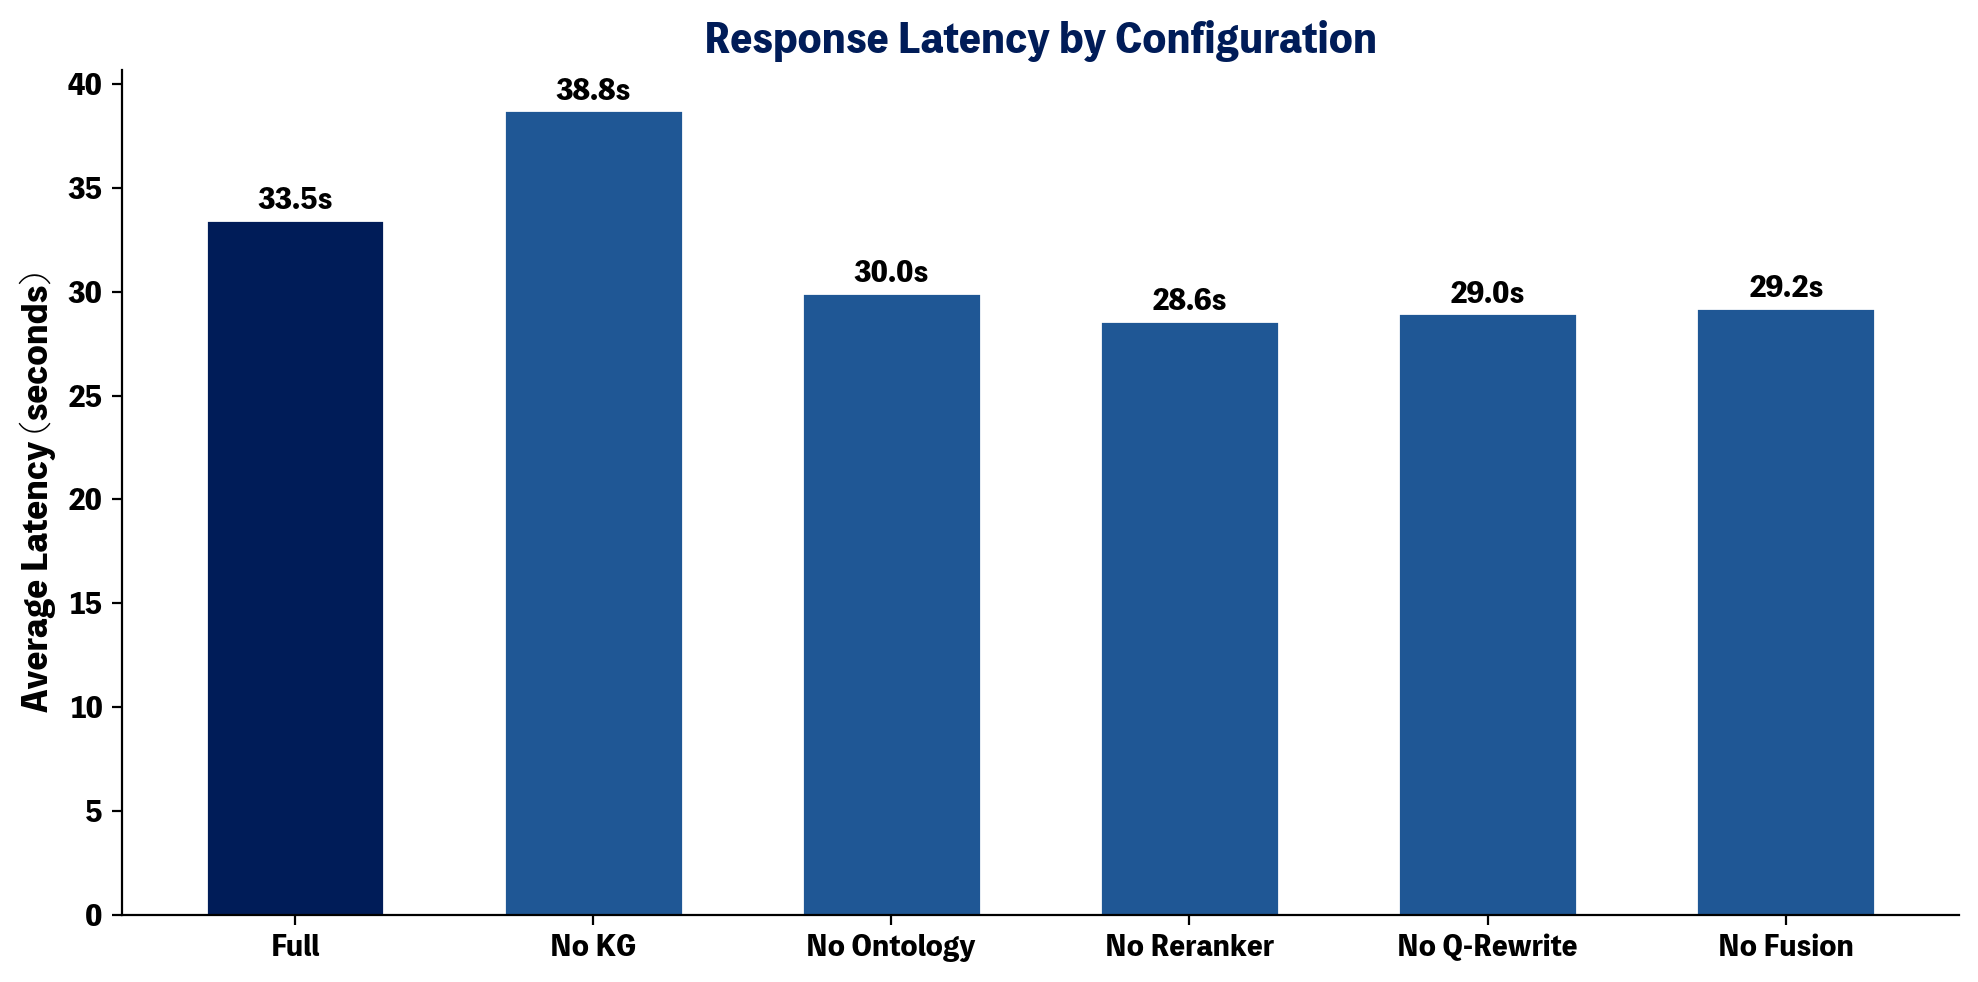 Response Latency by Configuration
Average Latency (seconds)
40
35
30
25
20
15
10
5
0
33.5s
38.8s
30.0s
28.6s
29.0s
29.2s
Full
No KG
No Ontology
No Reranker
No Q-Rewrite
No Fusion